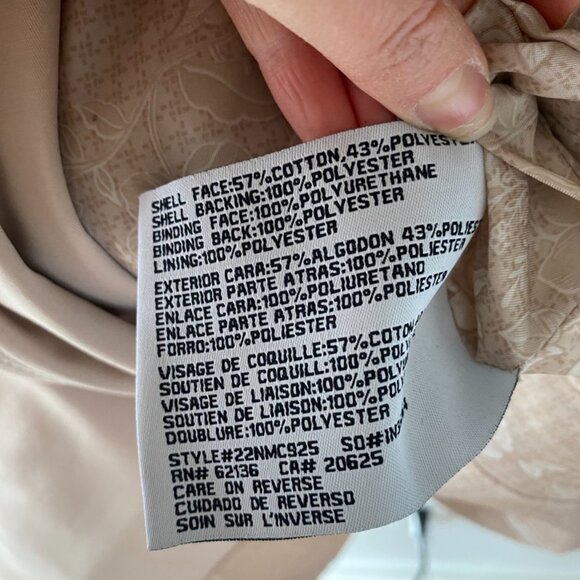 SHELL FACE:57%COTTON,43%POLYESTER
SHELL BACKING:100%POLYESTER
BINDING FACE:100%POLYURETHANE
BINDING BACK:100%POLYESTER
LINING:100%POLYESTER
EXTERIOR CARA:57%ALGODON 43%POLIES
EXTERIOR PARTE ATRAS:100%POLIESTER
ENLACE CARA:100%POLIURETANO
ENLACE PARTE ATRAS:100%POLIESTER
FORRO:100%POLIESTER
VISAGE DE COQUILLE:57%COTON
SOUTIEN DE COQUILL:100%POLYES
VISAGE DE LIAISON:100%POLY
SOUTIEN DE LIAISON:100%POLYES
DOUBLURE:100%POLYESTER
STYLE#22NMC925 SO#
RN# 62136 CA# 20625
CARE ON REVERSE
CUIDADO DE REVERSO
SOIN SUR L'INVERSE